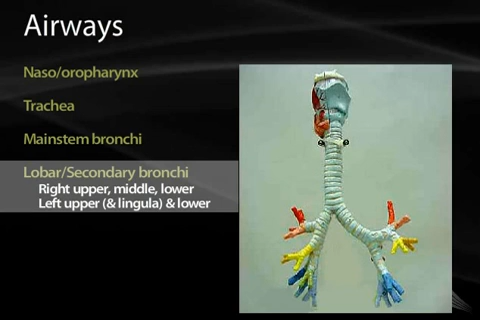 Airways
Naso/oropharynx
Trachea
Mainstem bronchi
Lobar/Secondary bronchi
Right upper, middle, lower
Left upper (& lingula) & lower